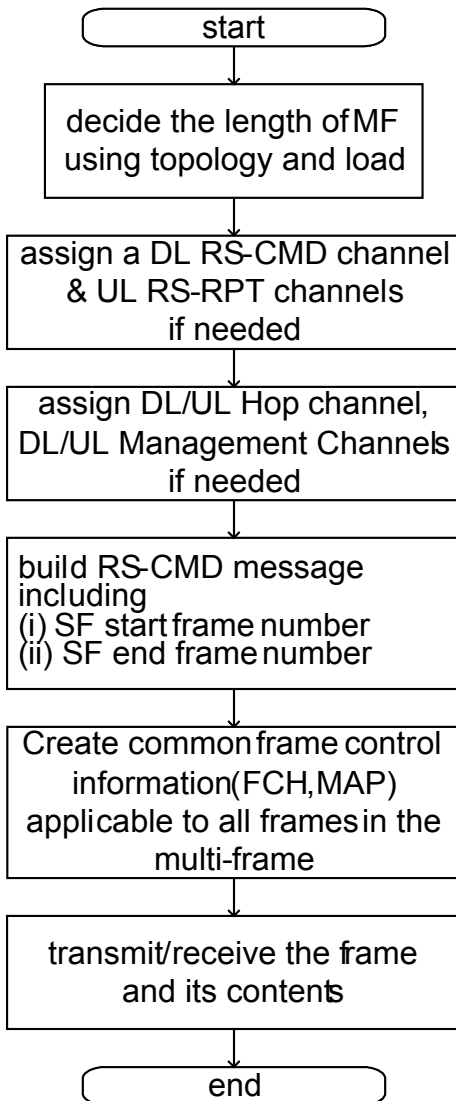 start
decide the length of MF
using topology and load
assign a DL RS-CMD channel
& UL RS-RPT channels
if needed
assign DL/UL Hop channel,
DL/UL Management Channels
if needed
build RS-CMD message
including
(i) SF start frame number
(ii) SF end frame number
Create common frame control
information(FCH,MAP)
applicable to all frames in the
multi-frame
transmit/receive the frame
and its contents
end